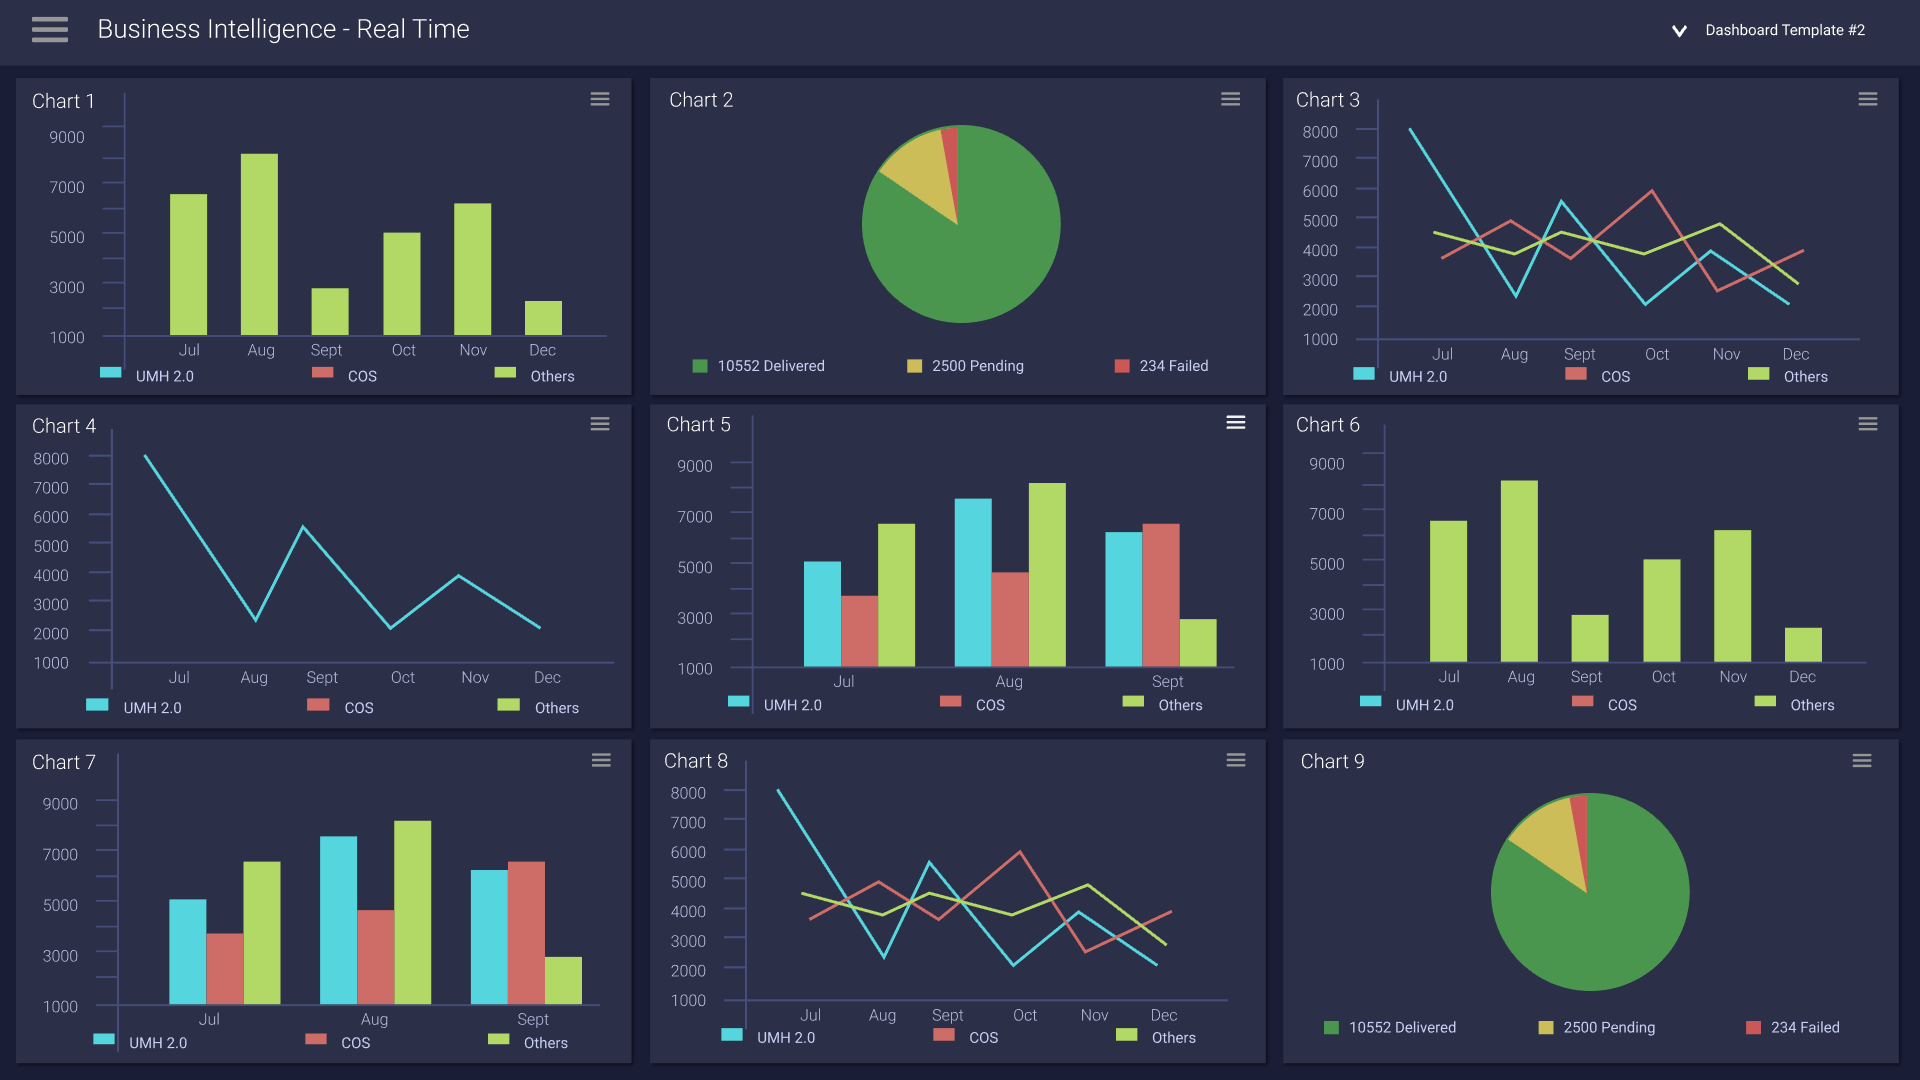 Business Intelligence - Real Time
Dashboard Template #2
Chart 1
9000
7000
5000
3000
1000
Jul Aug Sept Oct Nov Dec
UMH 2.0 COS Others
Chart 2
10552 Delivered 2500 Pending 234 Failed
Chart 3
8000
7000
6000
5000
4000
3000
2000
1000
Jul Aug Sept Oct Nov Dec
UMH 2.0 COS Others
Chart 4
8000
7000
6000
5000
4000
3000
2000
1000
Jul Aug Sept Oct Nov Dec
UMH 2.0 COS Others
Chart 5
9000
7000
5000
3000
1000
Jul Aug Sept
UMH 2.0 COS Others
Chart 6
9000
7000
5000
3000
1000
Jul Aug Sept Oct Nov Dec
UMH 2.0 COS Others
Chart 7
9000
7000
5000
3000
1000
Jul Aug Sept
UMH 2.0 COS Others
Chart 8
8000
7000
6000
5000
4000
3000
2000
1000
Jul Aug Sept Oct Nov Dec
UMH 2.0 COS Others
Chart 9
10552 Delivered 2500 Pending 234 Failed